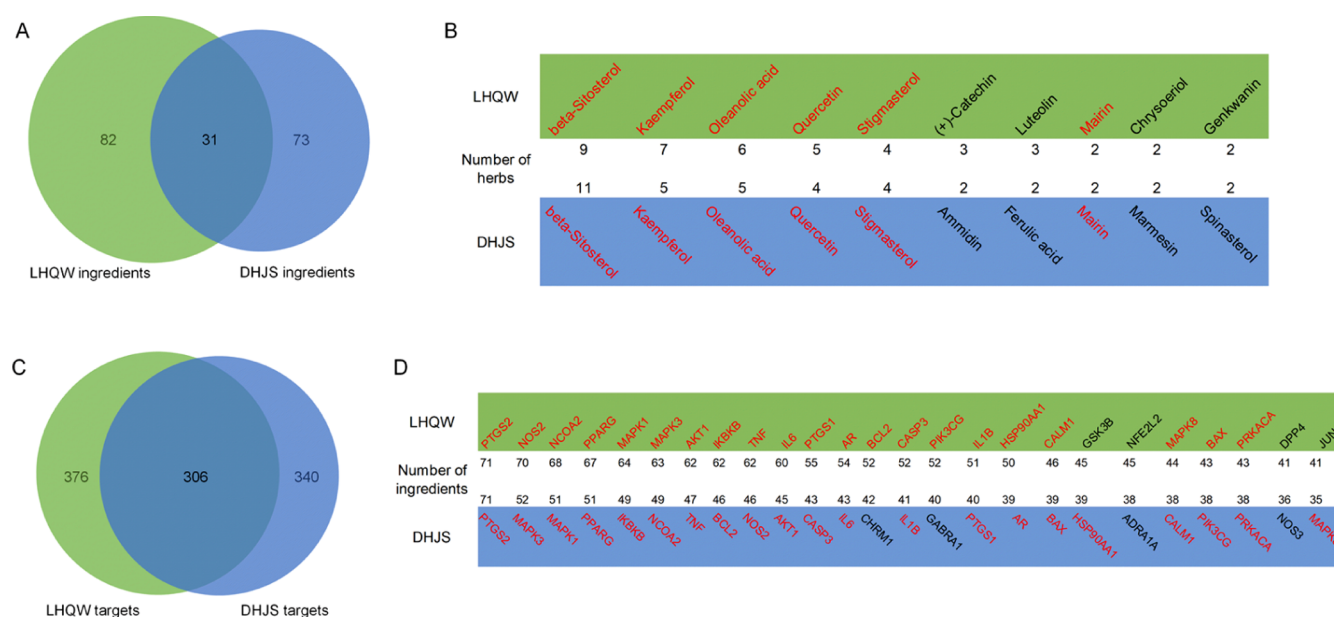 A
82
31
73
LHQW ingredients
DHJS ingredients
B
LHQW
beta-Sitosterol
Kaempferol
Oleanolic acid
Quercetin
Stigmasterol
(+)-Catechin
Luteolin
Mairin
Chrysoeriol
Genkwanin
Number of
herbs
9 7 6 5 4 3 3 2 2 2
11 5 5 4 4 2 2 2 2 2
DHJS
beta-Sitosterol
Kaempferol
Oleanolic acid
Quercetin
Stigmasterol
Ammidin
Ferulic acid
Mairin
Marmesin
Spinasterol
C
376
306
340
LHQW targets
DHJS targets
D
LHQW
PTGS2
NOS2
NCOA2
PPARG
MAPK1
MAPK3
AKT1
IKBKB
TNF
IL6
PTGS1
AR
BCL2
CASP3
PIK3CG
IL1B
HSP90AA1
CALM1
GSK3B
NFE2L2
MAPK8
BAX
PRKACA
DPP4
JUN
Number of
ingredients
71 70 68 67 64 63 62 62 62 60 55 54 52 52 52 51 50 46 45 45 44 43 43 41 41
71 52 51 51 49 49 47 46 46 45 43 43 42 41 40 40 39 39 39 38 38 38 38 36 35
DHJS
PTGS2
MAPK3
MAPK1
PPARG
IKBKB
NCOA2
TNF
BCL2
NOS2
AKT1
CASP3
IL6
CHRM1
IL1B
GABRA1
PTGS1
AR
BAX
HSP90AA1
ADRA1A
CALM1
PIK3CG
PRKACA
NOS3